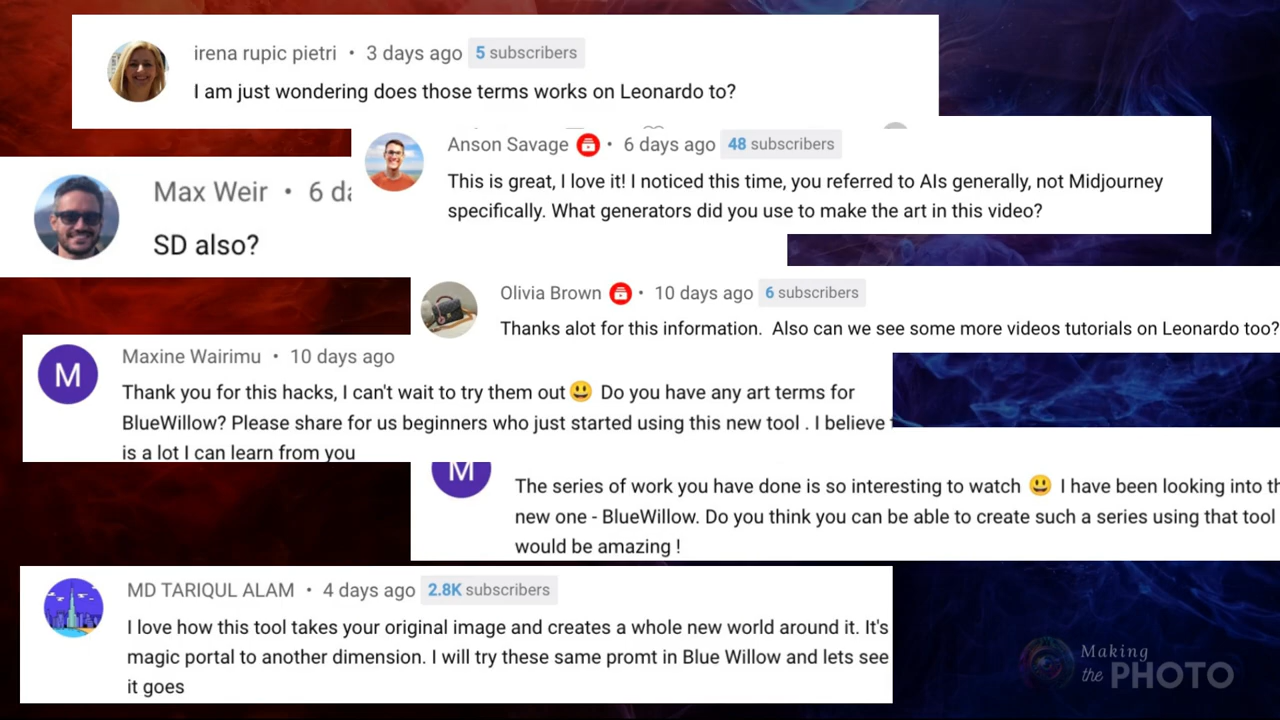 irena rupic pietri • 3 days ago 5 subscribers
I am just wondering does those terms works on Leonardo to?
Anson Savage • 6 days ago 48 subscribers
This is great, I love it! I noticed this time, you referred to AIs generally, not Midjourney
specifically. What generators did you use to make the art in this video?
Max Weir • 6 da
SD also?
Olivia Brown • 10 days ago 6 subscribers
Thanks alot for this information. Also can we see some more videos tutorials on Leonardo too?
M
Maxine Wairimu • 10 days ago
Thank you for this hacks, I can't wait to try them out😃 Do you have any art terms for
BlueWillow? Please share for us beginners who just started using this new tool . I believe
is a lot I can learn from you
M
The series of work you have done is so interesting to watch 😃 I have been looking into th
new one - BlueWillow. Do you think you can be able to create such a series using that tool
would be amazing !
MD TARIQUL ALAM • 4 days ago 2.8K subscribers
I love how this tool takes your original image and creates a whole new world around it. It's
magic portal to another dimension. I will try these same promt in Blue Willow and lets see
it goes
Making
the PHOTO